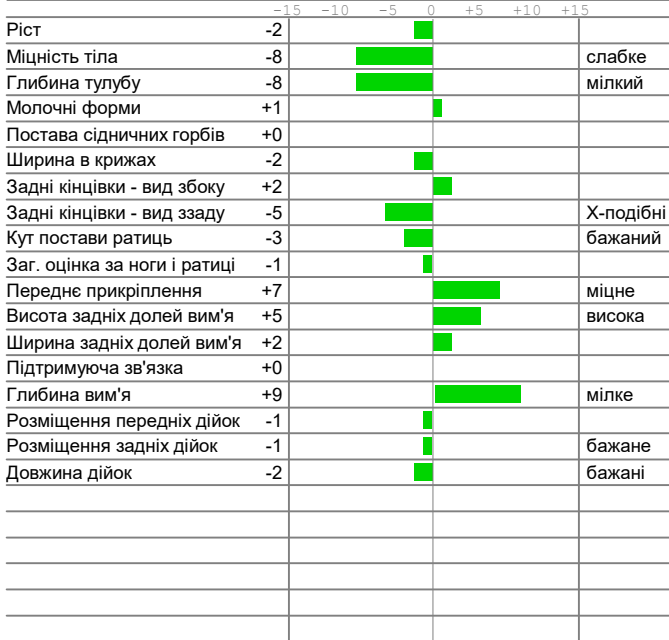 -15 -10 -5 0 +5 +10 +15
Ріст -2
Міцність тіла -8 слабке
Глибина тулубу -8 мілкий
Молочні форми +1
Постава сідничних горбів +0
Ширина в крижах -2
Задні кінцівки - вид збоку +2
Задні кінцівки - вид ззаду -5 Х-подібні
Кут постави ратиць -3 бажаний
Заг. оцінка за ноги і ратиці -1
Переднє прикріплення +7 міцне
Висота задніх долей вим'я +5 висока
Ширина задніх долей вим'я +2
Підтримуюча зв'язка +0
Глибина вим'я +9 мілке
Розміщення передніх дійок -1
Розміщення задніх дійок -1 бажане
Довжина дійок -2 бажані